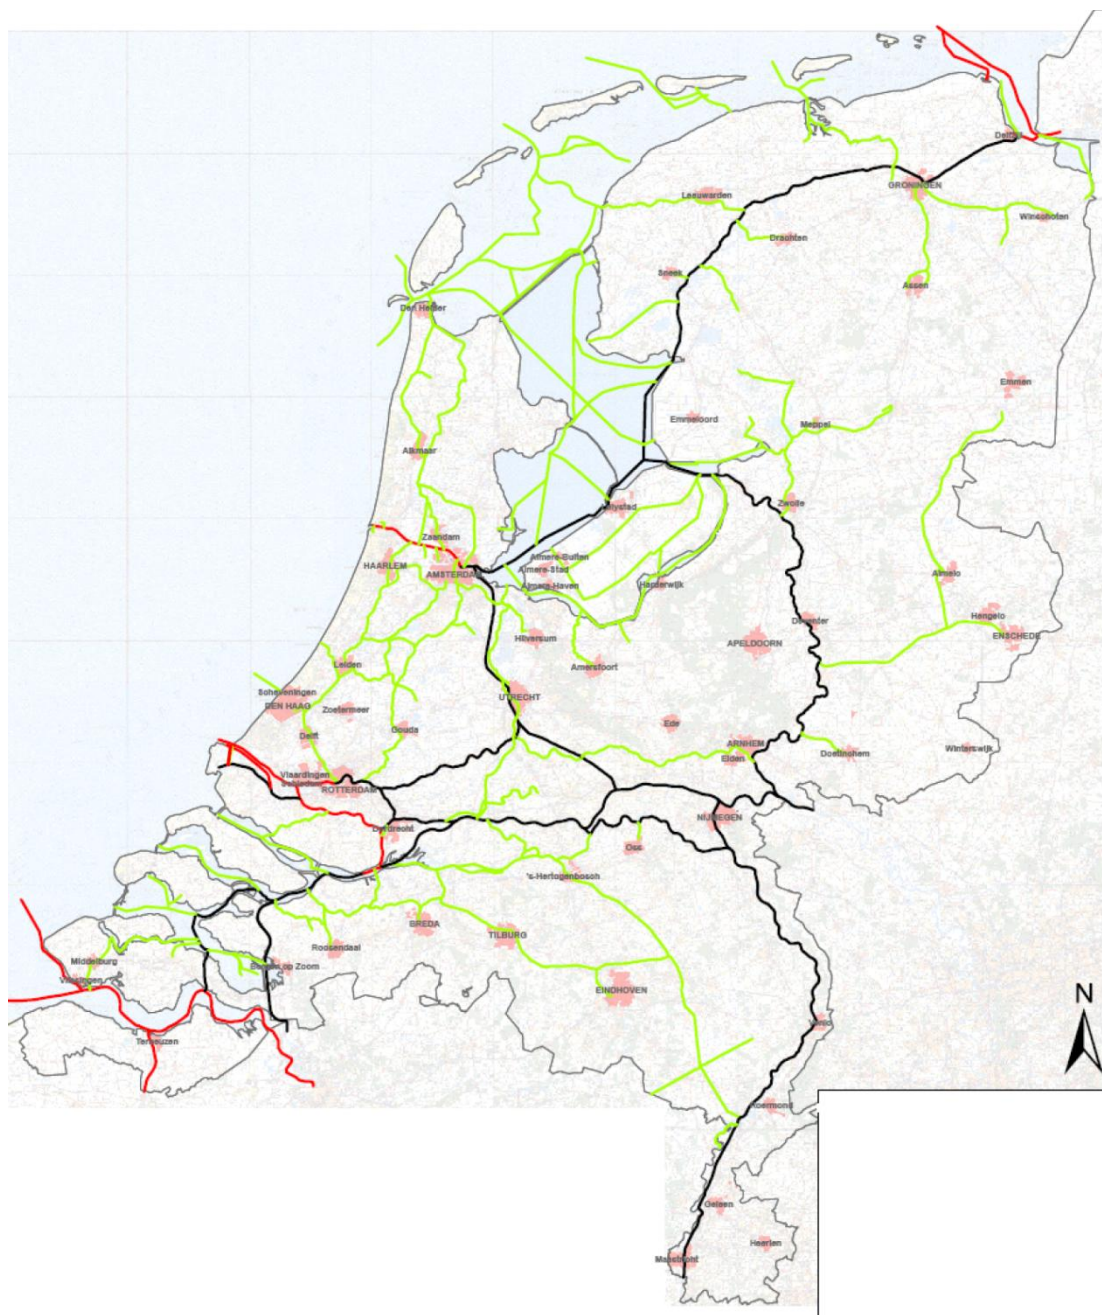 Delfzijl
GRONINGEN
Leeuwarden
Winschoten
Drachten
Sneek
Assen
Den Helder
Emmen
Emmeloord
Meppel
Alkmaar
Zwolle
Lelystad
Zaandam
Almere-Buiten
HAARLEM
Almere-Stad
AMSTERDAM
Almelo
Almere-Haven
Harderwijk
Hengelo
Deventer
ENSCHEDE
Hilversum
APELDOORN
Leiden
Amersfoort
Scheveningen
UTRECHT
DEN HAAG
Zoetermeer
Ede
Gouda
Delft
ARNHEM
Winterswijk
Doetinchem
Elden
Vlaardingen
Schiedam
ROTTERDAM
NIJMEGEN
Dordrecht
Oss
's-Hertogenbosch
BREDA
TILBURG
Roosendaal
Middelburg
Bergen op Zoom
Vlissingen
EINDHOVEN
N
Venlo
Terneuzen
Roermond
Geleen
Heerlen
Maastricht